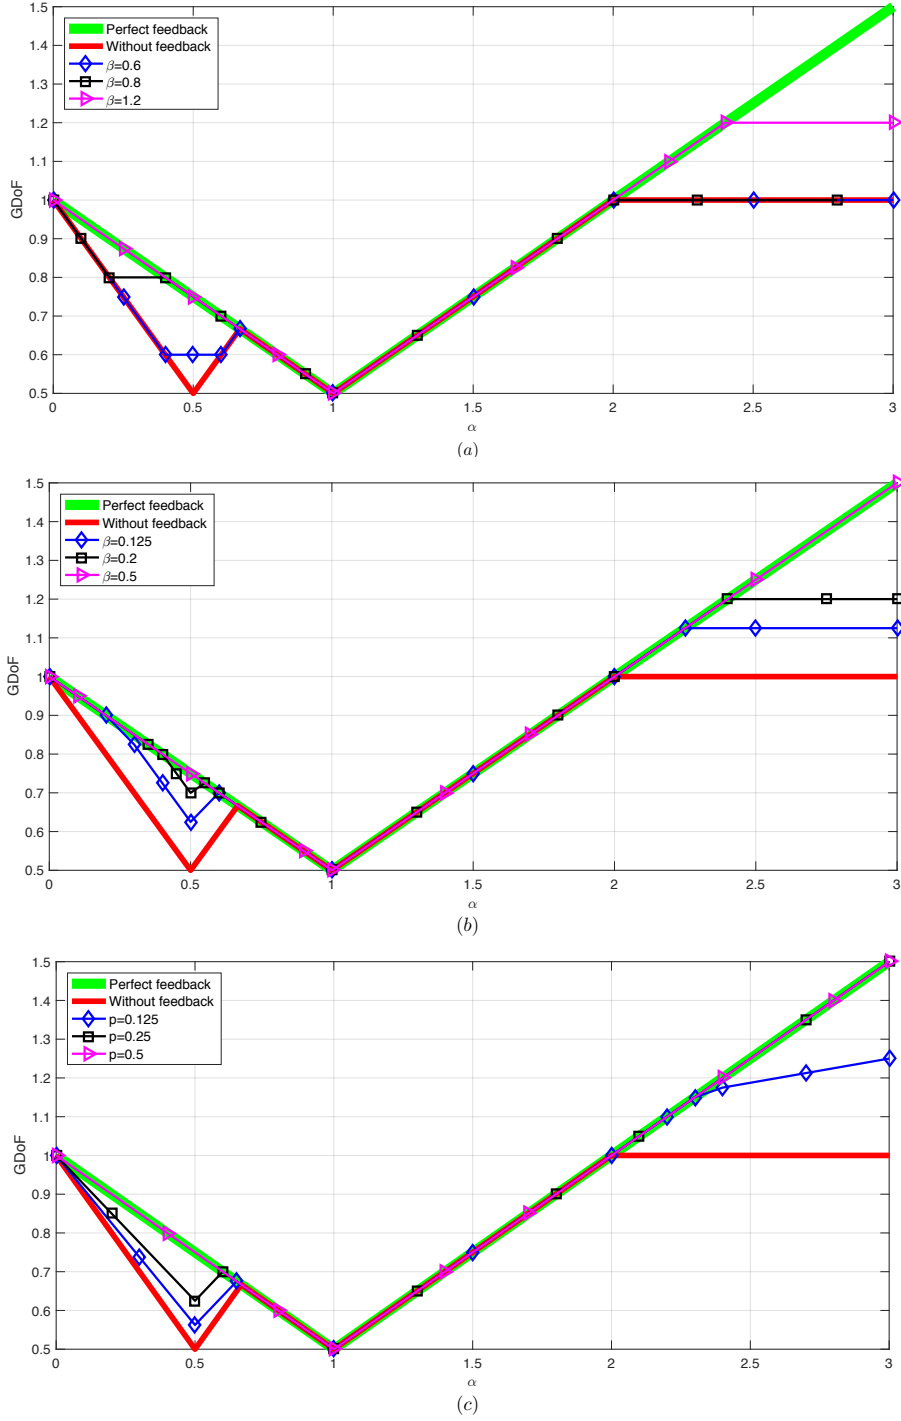 1.5
1.4
1.3
1.2
1.1
1
0.9
0.8
0.7
0.6
0.5
GDoF
Perfect feedback
Without feedback
β=0.6
β=0.8
β=1.2
0 0.5 1 1.5 2 2.5 3
α
(a)
1.5
1.4
1.3
1.2
1.1
1
0.9
0.8
0.7
0.6
0.5
GDoF
Perfect feedback
Without feedback
β=0.125
β=0.2
β=0.5
0 0.5 1 1.5 2 2.5 3
α
(b)
1.5
1.4
1.3
1.2
1.1
1
0.9
0.8
0.7
0.6
0.5
GDoF
Perfect feedback
Without feedback
p=0.125
p=0.25
p=0.5
0 0.5 1 1.5 2 2.5 3
α
(c)